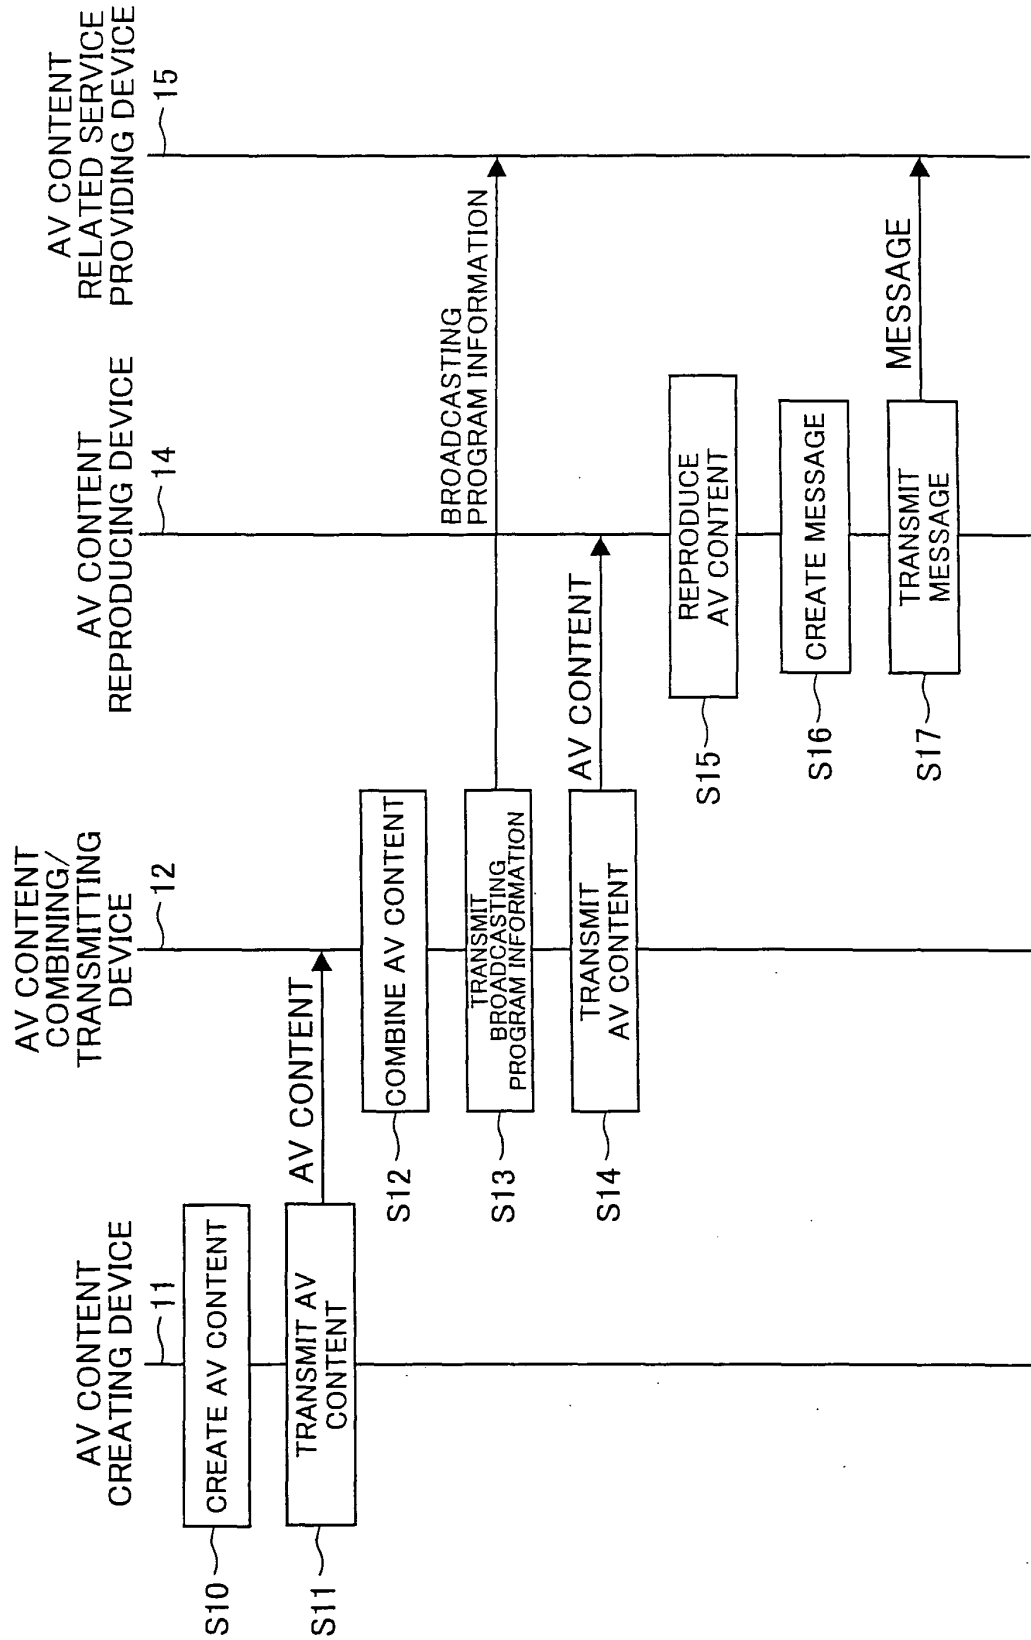 AV CONTENT
CREATING DEVICE
11
AV CONTENT
COMBINING/
TRANSMITTING
DEVICE
12
AV CONTENT
REPRODUCING DEVICE
14
AV CONTENT
RELATED SERVICE
PROVIDING DEVICE
15
S10
CREATE AV CONTENT
S11
TRANSMIT AV
CONTENT
AV CONTENT
S12
COMBINE AV CONTENT
S13
TRANSMIT
BROADCASTING
PROGRAM INFORMATION
BROADCASTING
PROGRAM INFORMATION
S14
TRANSMIT
AV CONTENT
AV CONTENT
S15
REPRODUCE
AV CONTENT
S16
CREATE MESSAGE
S17
TRANSMIT
MESSAGE
MESSAGE